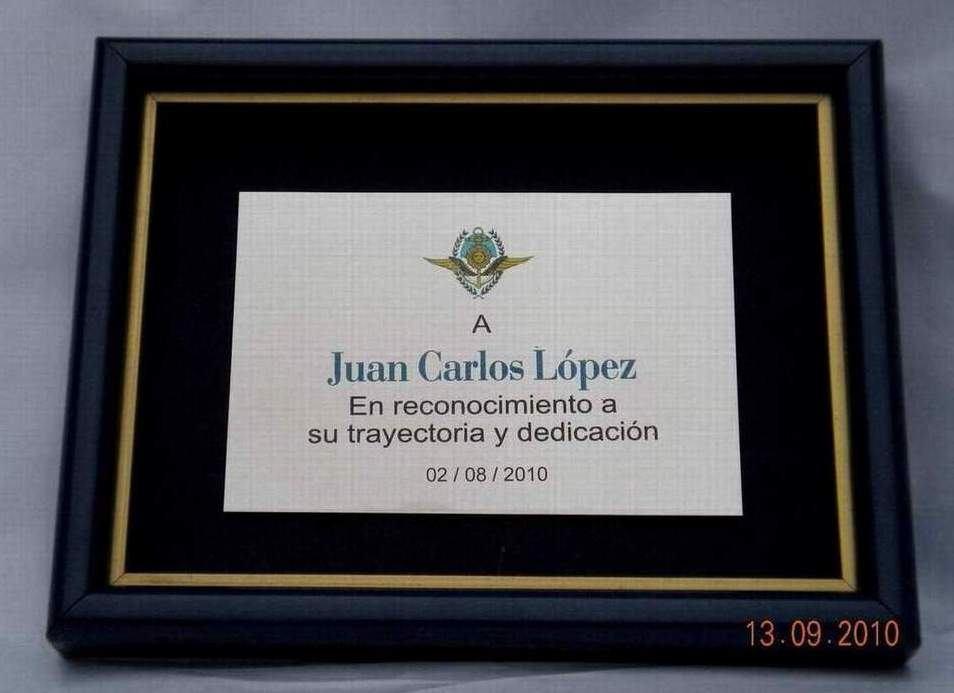 A
Juan Carlos López
En reconocimiento a
su trayectoria y dedicación
02 / 08 / 2010
13.09.2010